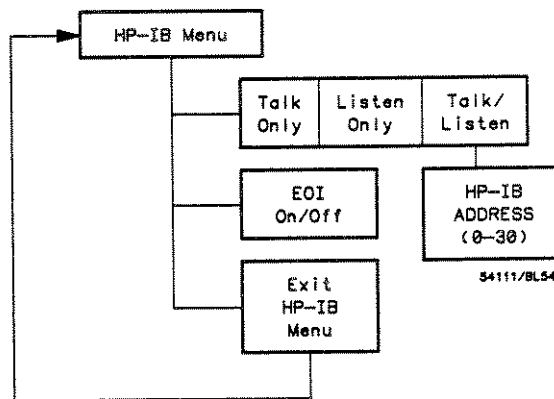 HP-IB Menu
Talk Only
Listen Only
Talk/ Listen
EOI
On/Off
HP-IB
ADDRESS
(0-30)
54111/BL54
Exit
HP-IB
Menu